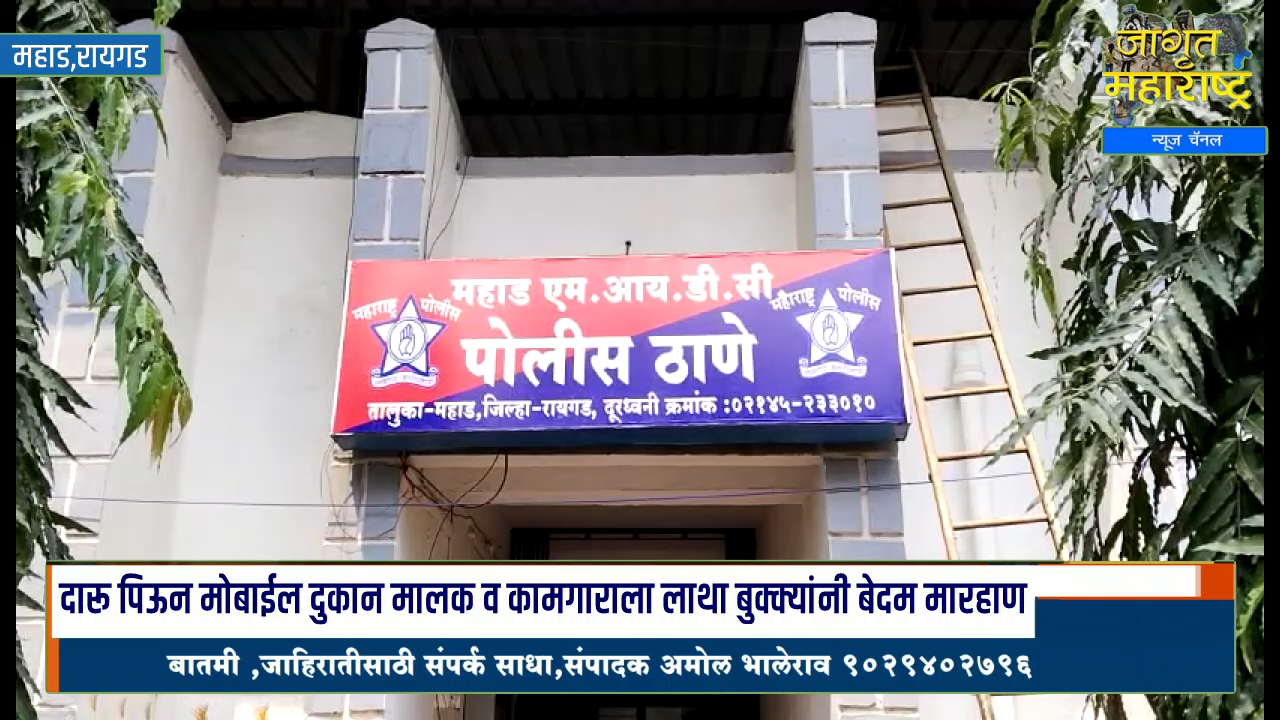 महाड,रायगड
जागृत
महाराष्ट्र
न्यूज चॅनल
महाड एम.आय.डी.सी.
महाराष्ट्र पोलीस
महाराष्ट्र पोलीस
पोलीस ठाणे
तालुका-महाड,जिल्हा-रायगड, दूरध्वनी क्रमांक :०२१४५-२३३०१०
दारू पिऊन मोबाईल दुकान मालक व कामगाराला लाथा बुक्क्यांनी बेदम मारहाण
बातमी ,जाहिरातीसाठी संपर्क साधा,संपादक अमोल भालेराव ९०२९४०२७९६